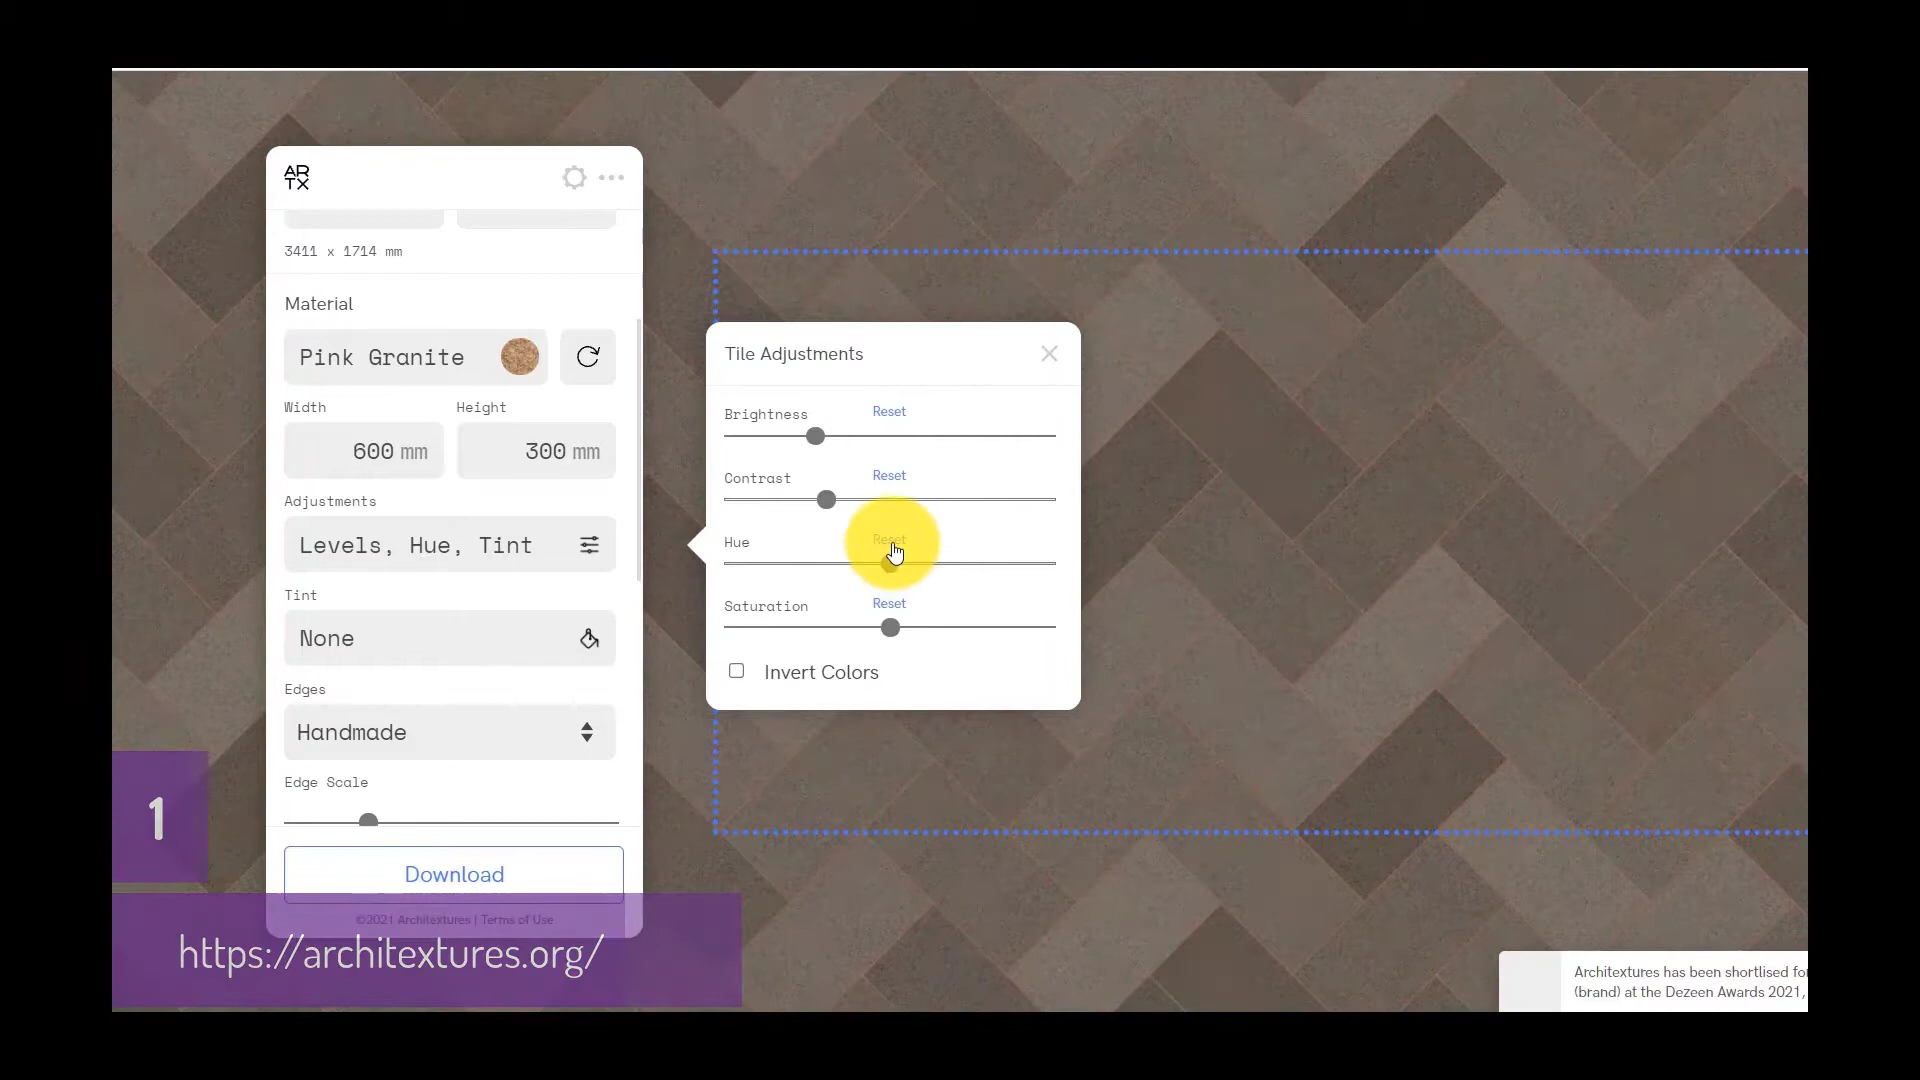 AR
TX
3411 x 1714 mm
Material
Pink Granite
Width Height
600 mm 300 mm
Adjustments
Levels, Hue, Tint
Tint
None
Edges
Handmade
Edge Scale
Download
©2021 Architextures | Terms of Use
Tile Adjustments
Brightness Reset
Contrast Reset
Hue Reset
Saturation Reset
Invert Colors
1
https://architextures.org/
Architextures has been shortlised fo
(brand) at the Dezeen Awards 2021,